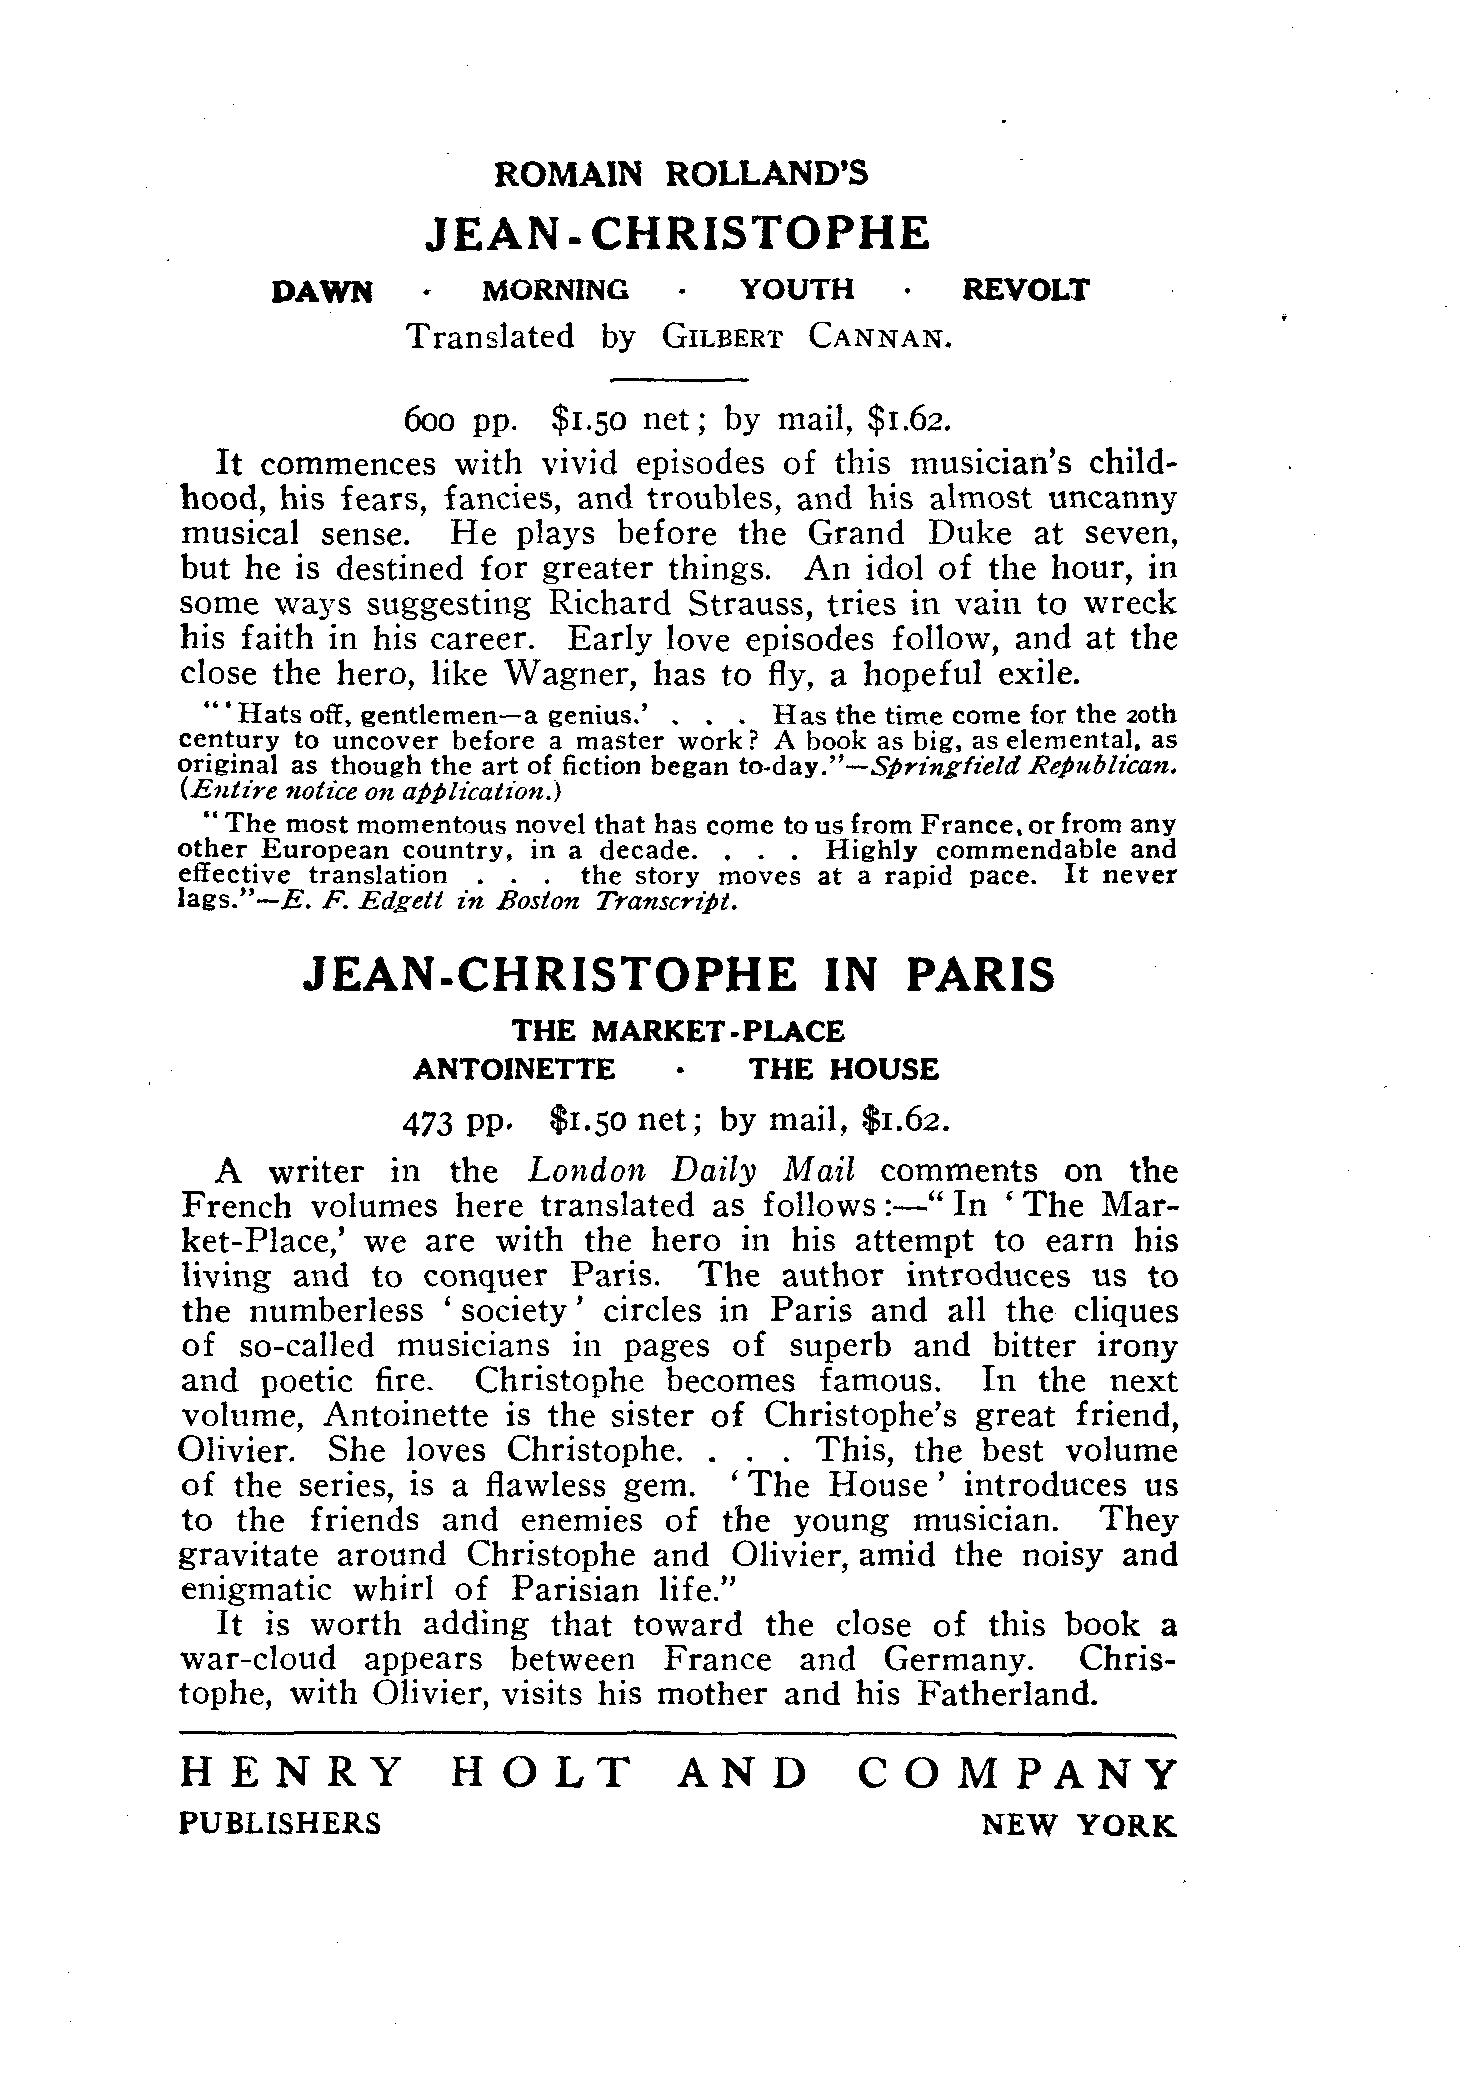 ROMAIN ROLLAND'S
JEAN-CHRISTOPHE
DAWN · MORNING · YOUTH · REVOLT
Translated by GILBERT CANNAN.
600 pp. $1.50 net; by mail, $1.62.
It commences with vivid episodes of this musician's child-
hood, his fears, fancies, and troubles, and his almost uncanny
musical sense. He plays before the Grand Duke at seven,
but he is destined for greater things. An idol of the hour, in
some ways suggesting Richard Strauss, tries in vain to wreck
his faith in his career. Early love episodes follow, and at the
close the hero, like Wagner, has to fly, a hopeful exile.
"'Hats off, gentlemen—a genius.' . . . Has the time come for the 20th
century to uncover before a master work? A book as big, as elemental, as
original as though the art of fiction began to-day."—Springfield Republican.
(Entire notice on application.)
"The most momentous novel that has come to us from France, or from any
other European country, in a decade. . . . Highly commendable and
effective translation . . . the story moves at a rapid pace. It never
lags."—E. F. Edgett in Boston Transcript.
JEAN-CHRISTOPHE IN PARIS
THE MARKET-PLACE
ANTOINETTE · THE HOUSE
473 pp. $1.50 net; by mail, $1.62.
A writer in the London Daily Mail comments on the
French volumes here translated as follows:—"In 'The Mar-
ket-Place,' we are with the hero in his attempt to earn his
living and to conquer Paris. The author introduces us to
the numberless 'society' circles in Paris and all the cliques
of so-called musicians in pages of superb and bitter irony
and poetic fire. Christophe becomes famous. In the next
volume, Antoinette is the sister of Christophe's great friend,
Olivier. She loves Christophe. . . . This, the best volume
of the series, is a flawless gem. 'The House' introduces us
to the friends and enemies of the young musician. They
gravitate around Christophe and Olivier, amid the noisy and
enigmatic whirl of Parisian life."
It is worth adding that toward the close of this book a
war-cloud appears between France and Germany. Chris-
tophe, with Olivier, visits his mother and his Fatherland.
HENRY HOLT AND COMPANY
PUBLISHERS NEW YORK